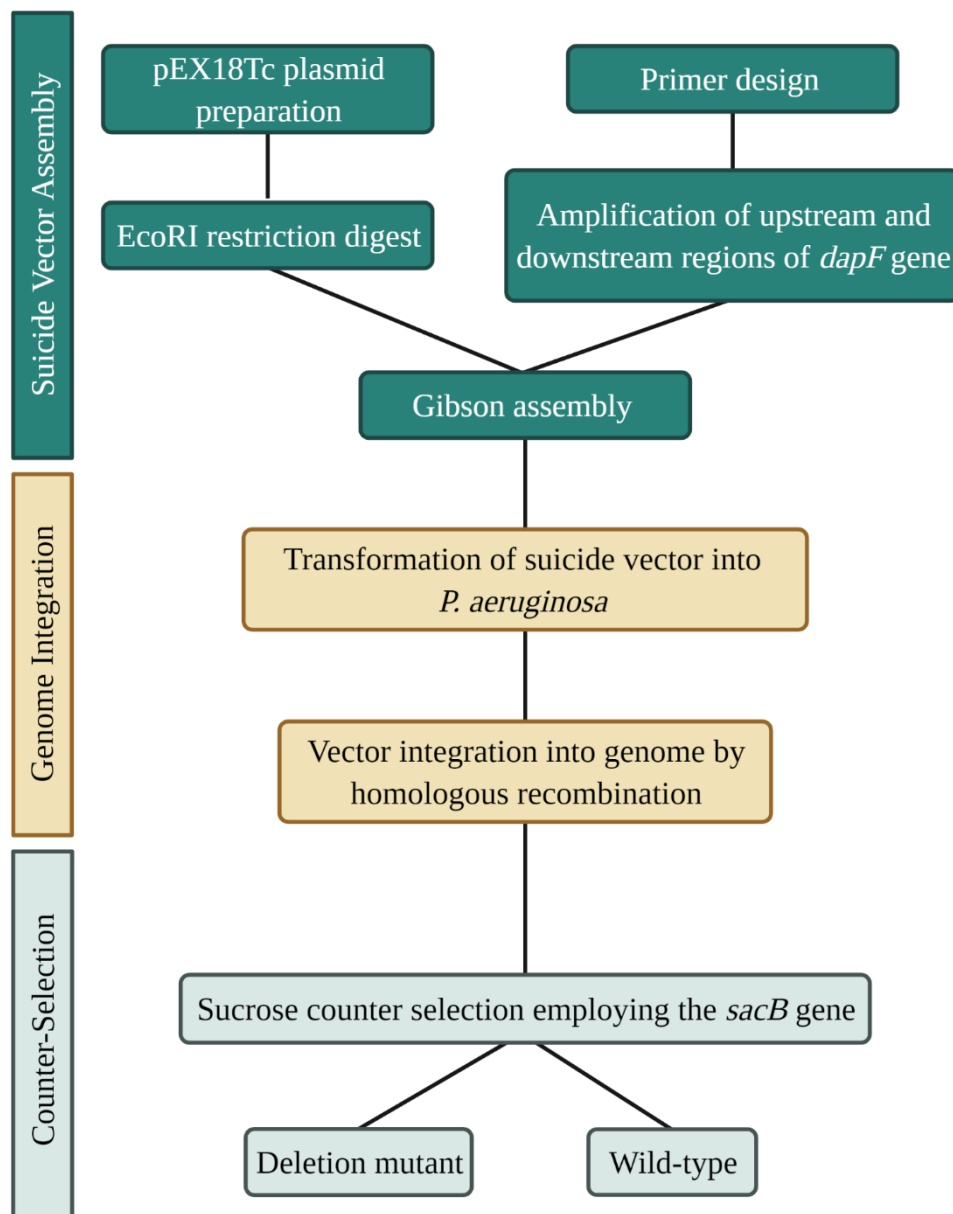 Suicide Vector Assembly
pEX18Tc plasmid
preparation
Primer design
EcoRI restriction digest
Amplification of upstream and
downstream regions of dapF gene
Gibson assembly
Genome Integration
Transformation of suicide vector into
P. aeruginosa
Vector integration into genome by
homologous recombination
Counter-Selection
Sucrose counter selection employing the sacB gene
Deletion mutant
Wild-type